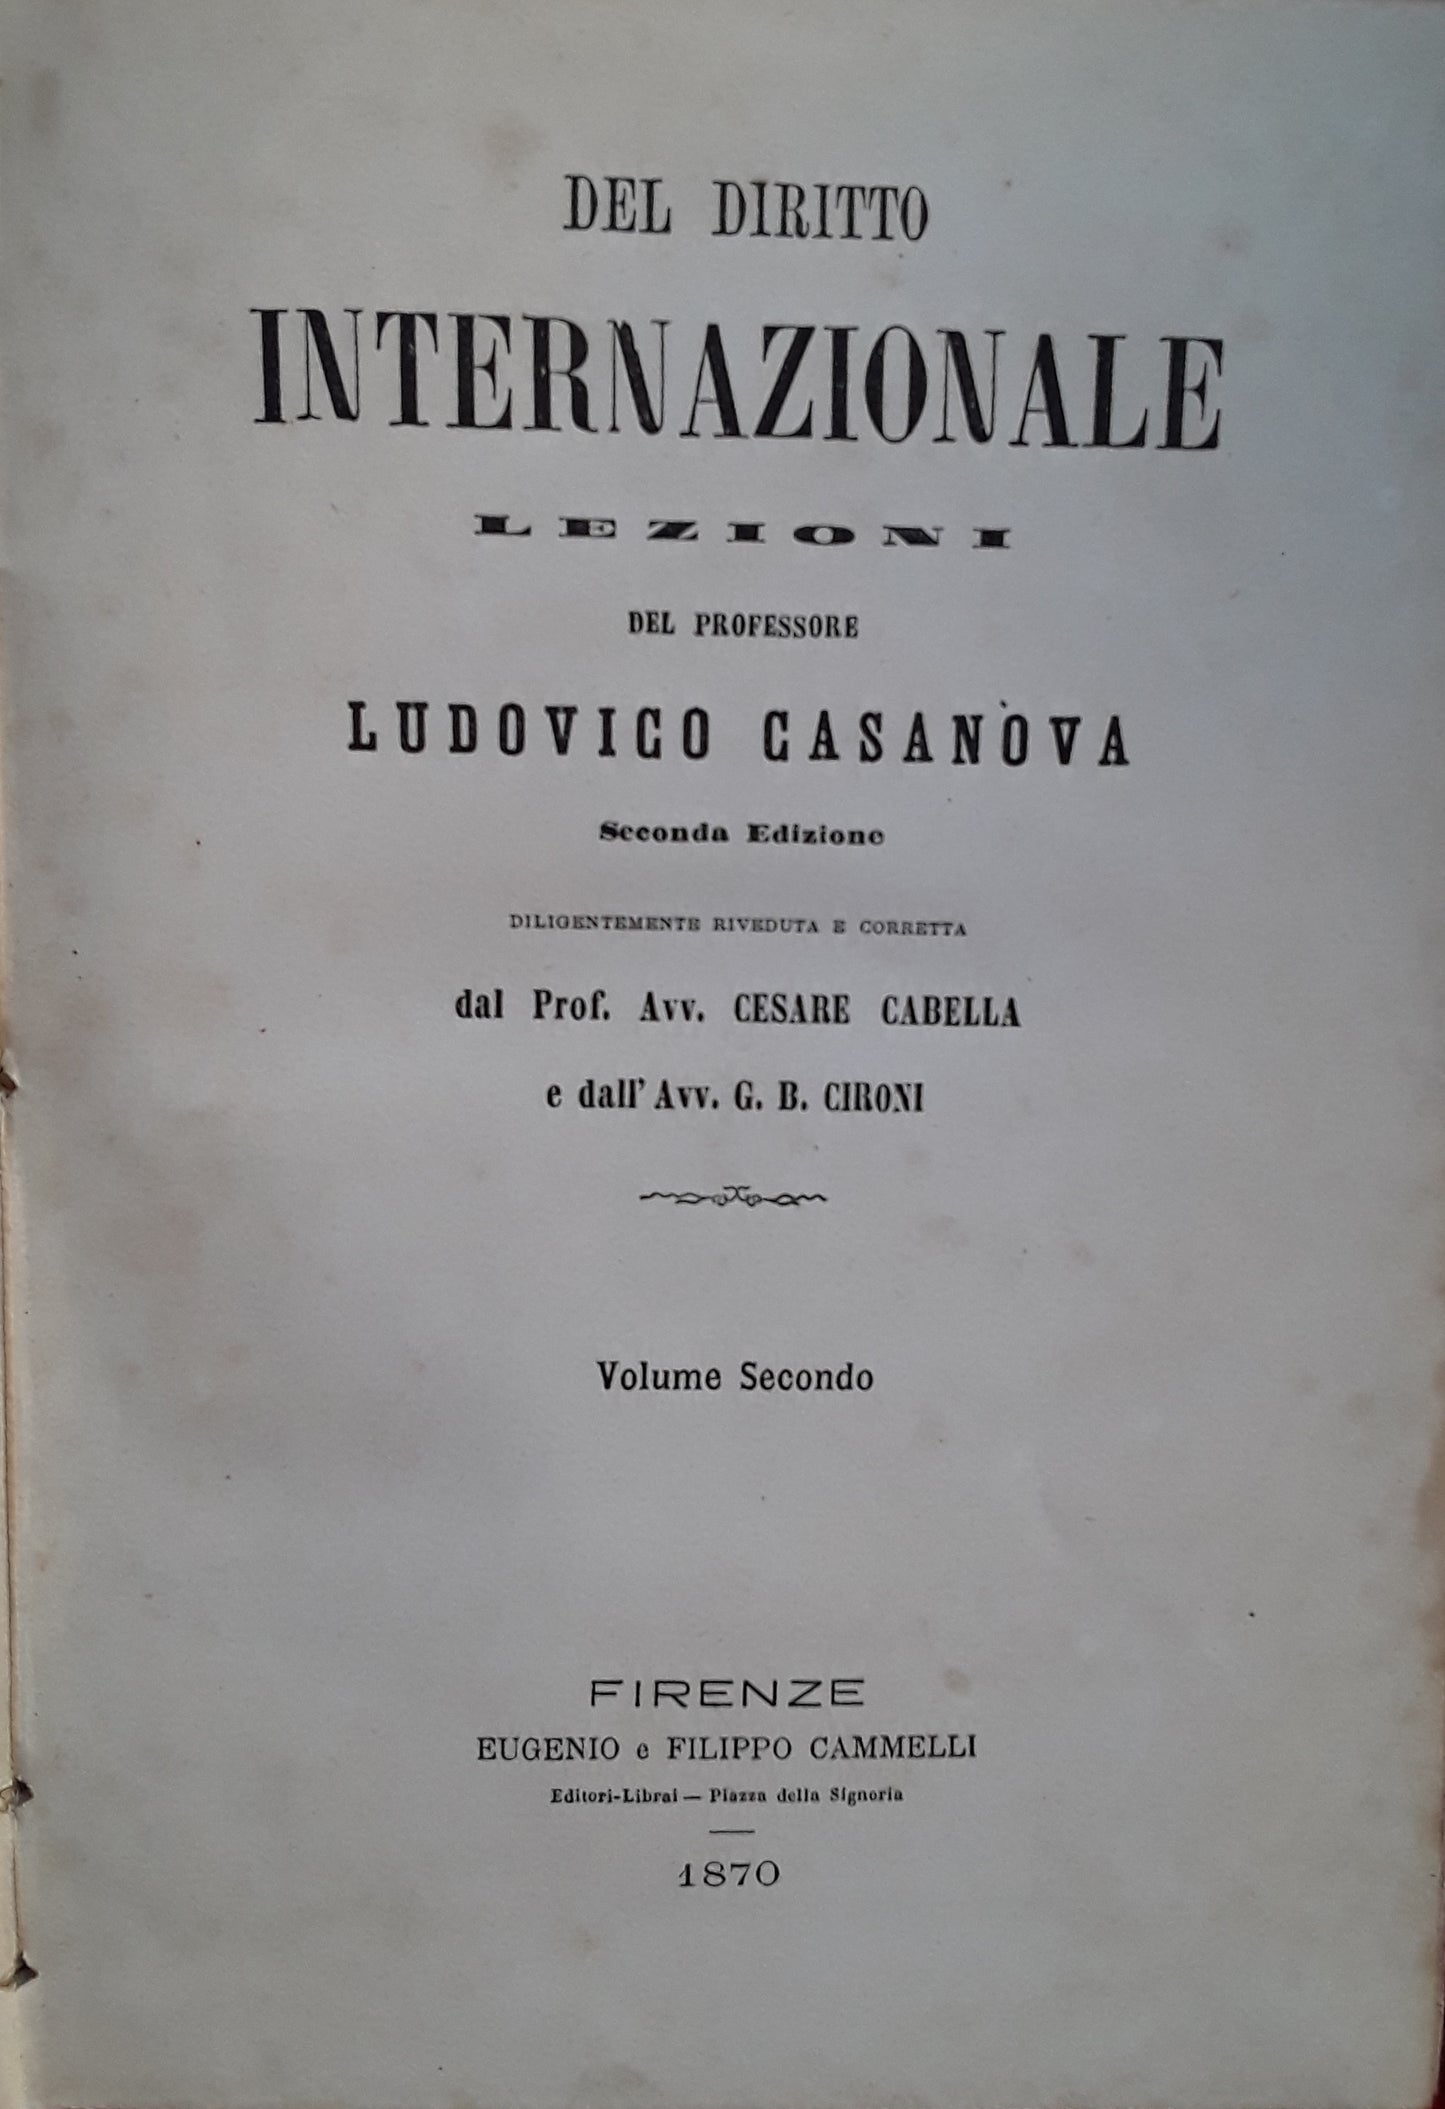 DEL DIRITTO
INTERNAZIONALE
LEZIONI
DEL PROFESSORE
LUDOVICO CASANÒVA
Seconda Edizione
DILIGENTEMENTE RIVEDUTA E CORRETTA
dal Prof. Avv. CESARE CABELLA
e dall' Avv. G. B. CIRONI
Volume Secondo
FIRENZE
EUGENIO e FILIPPO CAMMELLI
Editori-Librai — Piazza della Signoria
1870